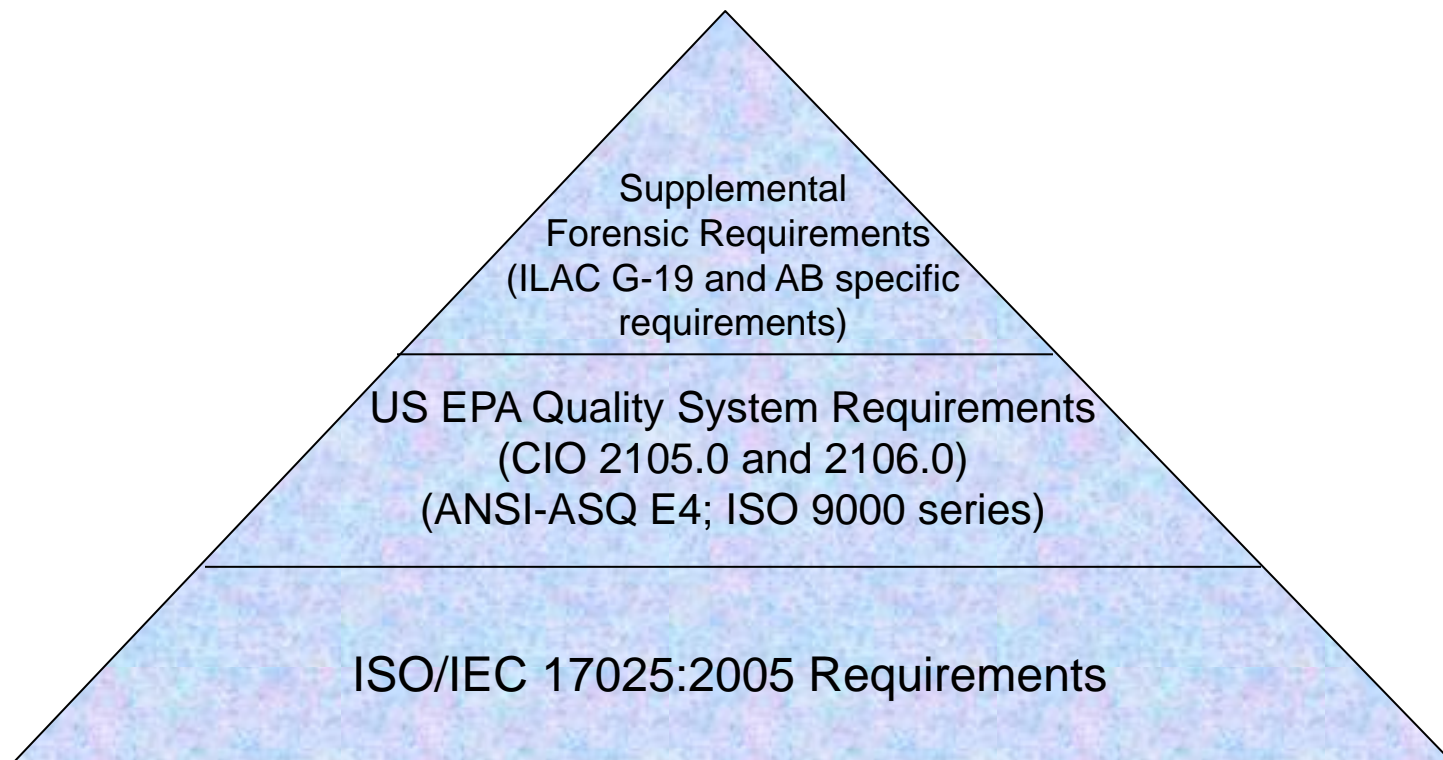 Supplemental
Forensic Requirements
(ILAC G-19 and AB specific
requirements)
US EPA Quality System Requirements
(CIO 2105.0 and 2106.0)
(ANSI-ASQ E4; ISO 9000 series)
ISO/IEC 17025:2005 Requirements